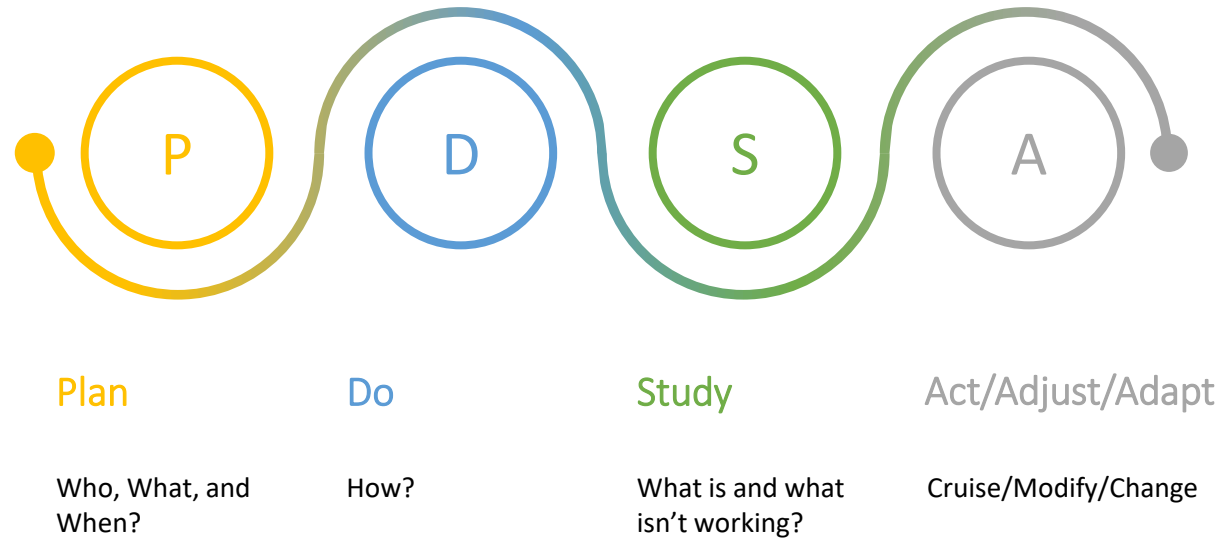 P
D
S
A
Plan
Do
Study
Act/Adjust/Adapt
Who, What, and
When?
How?
What is and what
isn’t working?
Cruise/Modify/Change